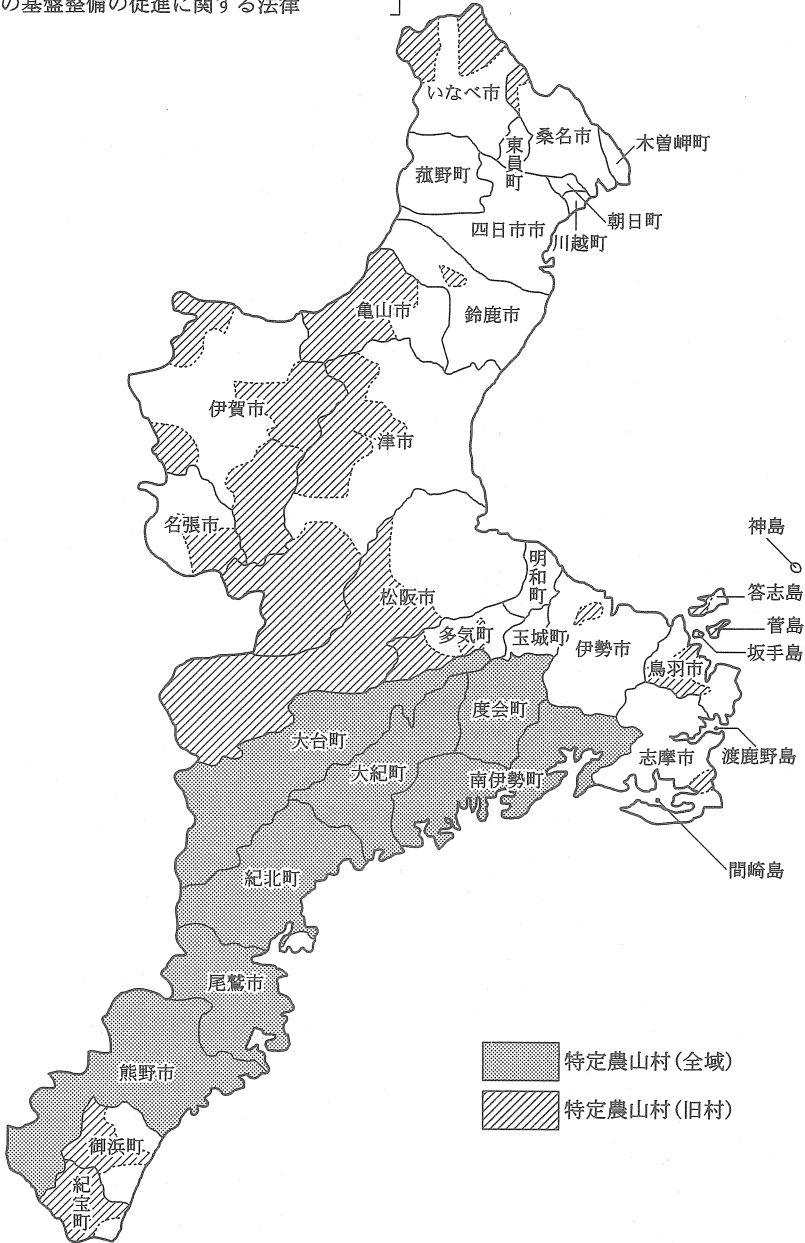 の基盤整備の促進に関する法律
いなべ市
桑名市
木曽岬町
東員町
菰野町
朝日町
四日市市
川越町
亀山市
鈴鹿市
伊賀市
津市
名張市
神島
明和町
答志島
松阪市
菅島
多気町
玉城町
伊勢市
坂手島
鳥羽市
度会町
大台町
志摩市
渡鹿野島
大紀町
南伊勢町
間崎島
紀北町
尾鷲市
特定農山村(全域)
熊野市
特定農山村(旧村)
御浜町
紀宝町